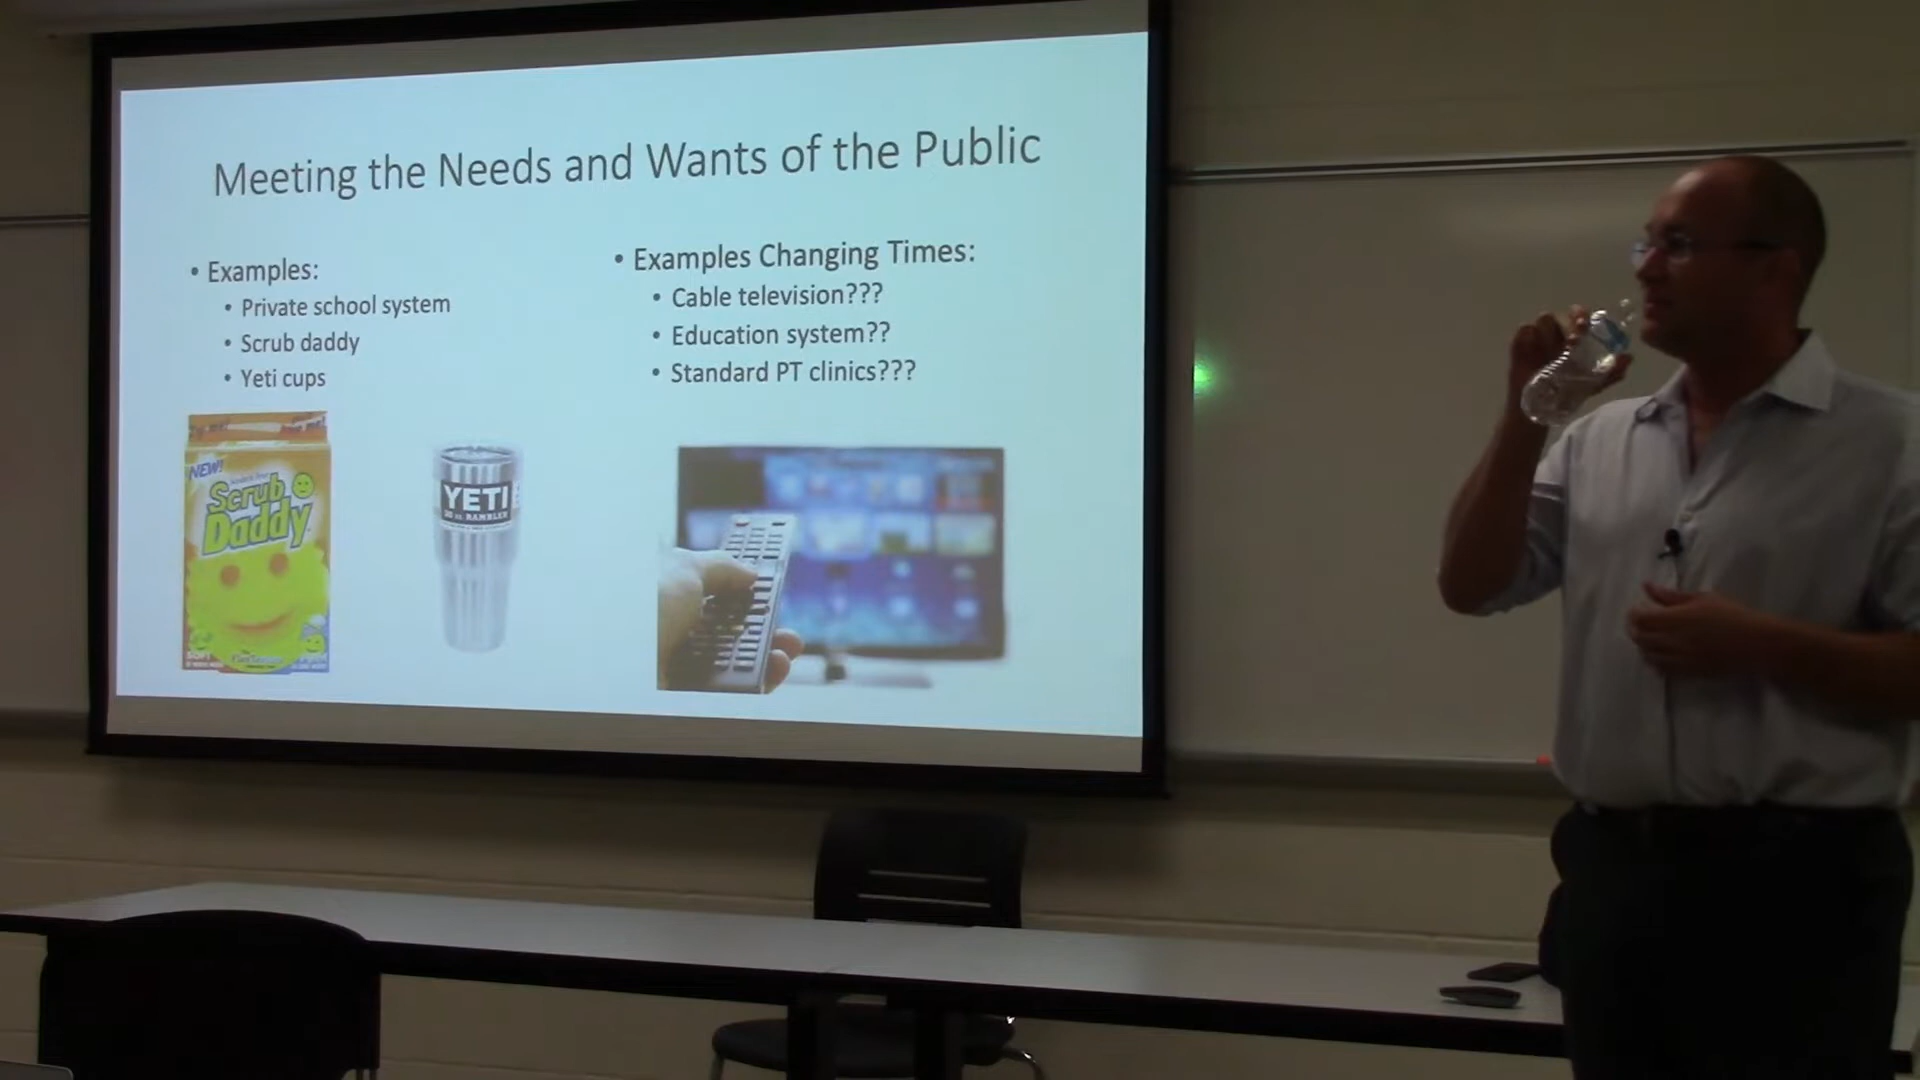 Meeting the Needs and Wants of the Public
• Examples:
• Private school system
• Scrub daddy
• Yeti cups
• Examples Changing Times:
• Cable television???
• Education system??
• Standard PT clinics???
NEW!
Scrub
Daddy
YETI
RAMBLER